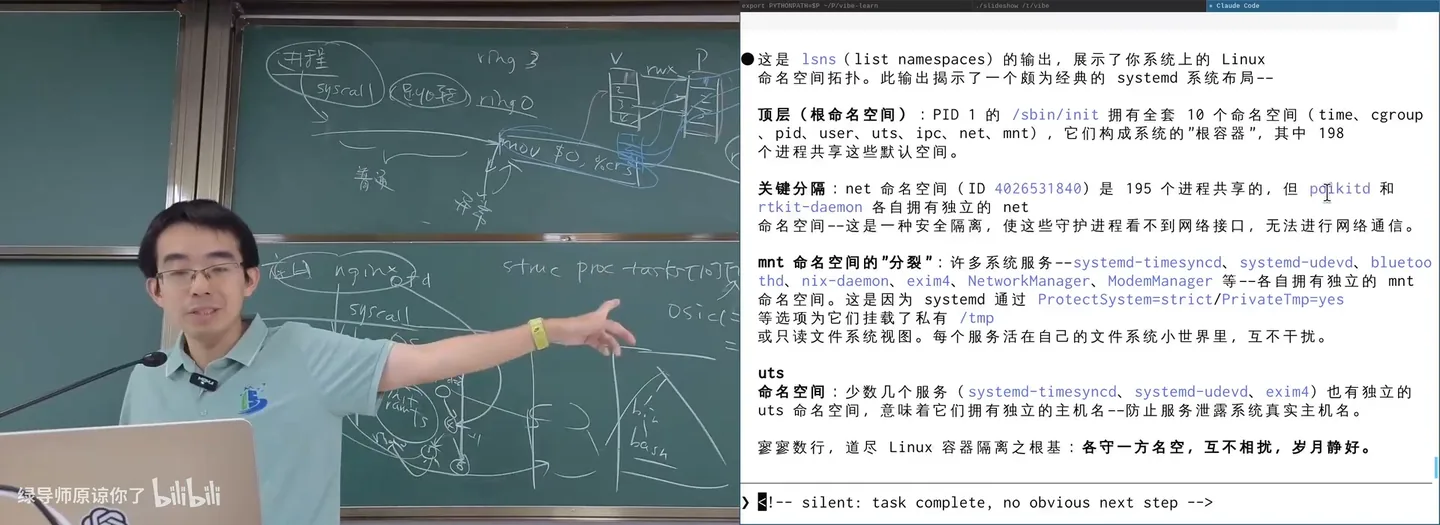 进程
syscall
ring 3
ring 0
V
P
rwx
mov $0, %cr3
普通
nginx
syscall
bin
bash
绿导师原谅你了 bilibili
export PYTHONPATH=$P ~/P/vibe-learn
./slideshow /t/vibe
✳ Claude Code
● 这是 lsns（list namespaces）的输出，展示了你系统上的 Linux
命名空间拓扑。此输出揭示了一个颇为经典的 systemd 系统布局——
顶层（根命名空间）：PID 1 的 /sbin/init 拥有全套 10 个命名空间（time、cgroup
、pid、user、uts、ipc、net、mnt），它们构成系统的"根容器"，其中 198
个进程共享这些默认空间。
关键分隔：net 命名空间（ID 4026531840）是 195 个进程共享的，但 polkitd 和
rtkit-daemon 各自拥有独立的 net
命名空间——这是一种安全隔离，使这些守护进程看不到网络接口，无法进行网络通信。
mnt 命名空间的"分裂"：许多系统服务——systemd-timesyncd、systemd-udevd、bluetoo
thd、nix-daemon、exim4、NetworkManager、ModemManager 等——各自拥有独立的 mnt
命名空间。这是因为 systemd 通过 ProtectSystem=strict/PrivateTmp=yes
等选项为它们挂载了私有 /tmp
或只读文件系统视图。每个服务活在自己的文件系统小世界里，互不干扰。
uts
命名空间：少数几个服务（systemd-timesyncd、systemd-udevd、exim4）也有独立的
uts 命名空间，意味着它们拥有独立的主机名——防止服务泄露系统真实主机名。
寥寥数行，道尽 Linux 容器隔离之根基：各守一方名空，互不相扰，岁月静好。
❯ <!-- silent: task complete, no obvious next step -->